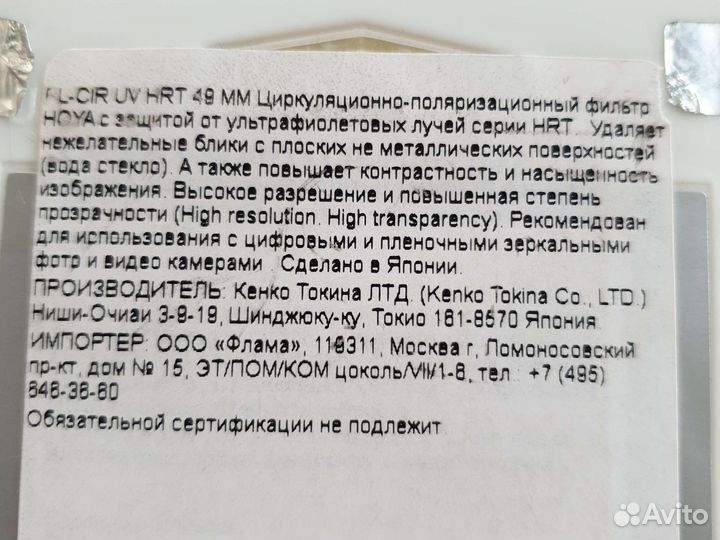 PL-CIR UV HRT 49 MM Циркуляционно-поляризационный фильтр
HOYA с защитой от ультрафиолетовых лучей серии HRT. Удаляет
нежелательные блики с плоских не металлических поверхностей
(вода стекло). А также повышает контрастность и насыщенность
изображения. Высокое разрешение и повышенная степень
прозрачности (High resolution. High transparency). Рекомендован
для использования с цифровыми и пленочными зеркальными
фото и видео камерами . Сделано в Японии.
ПРОИЗВОДИТЕЛЬ: Кенко Токина ЛТД. (Kenko Tokina Co., LTD.)
Ниши-Очиаи 3-9-19, Шинджюку-ку, Токио 161-8570 Япония
ИМПОРТЕР: ООО «Флама», 119311, Москва г, Ломоносовский
пр-кт, дом № 15, ЭТ/ПОМ/КОМ цоколь/VII/1-8, тел.: +7 (495)
646-36-60
Обязательной сертификации не подлежит
Avito